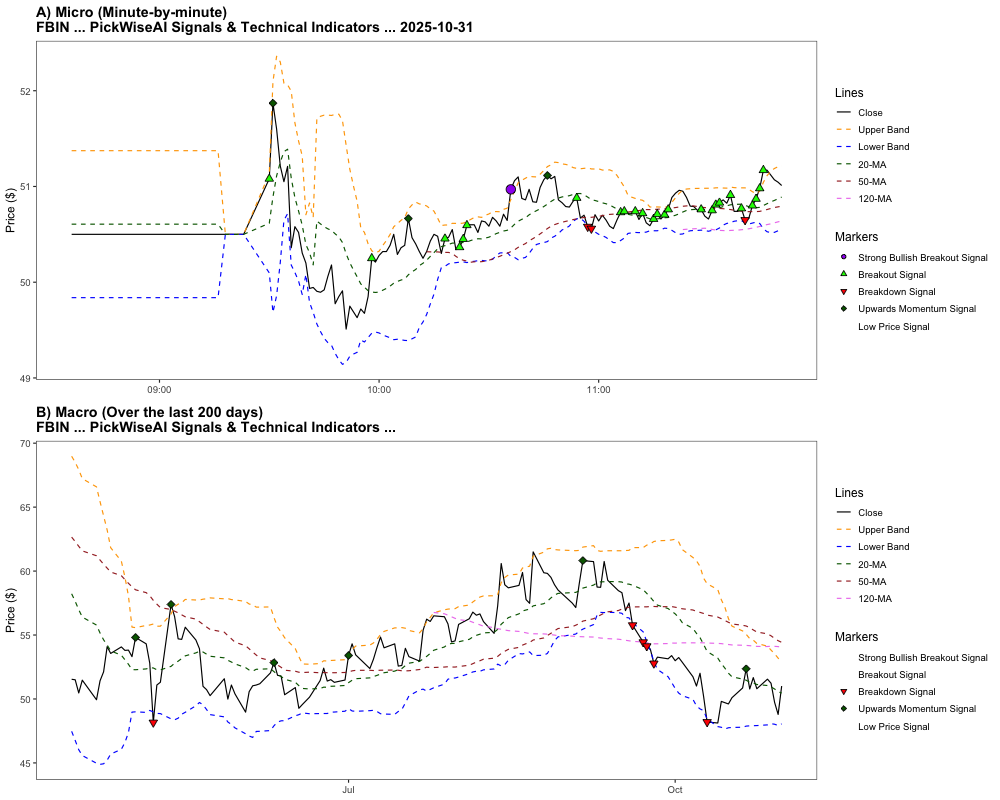 A) Micro (Minute-by-minute)
FBIN ... PickWiseAI Signals & Technical Indicators ... 2025-10-31
Price ($)
52
51
50
49
09:00
10:00
11:00
Lines
Close
Upper Band
Lower Band
20-MA
50-MA
120-MA
Markers
Strong Bullish Breakout Signal
Breakout Signal
Breakdown Signal
Upwards Momentum Signal
Low Price Signal
B) Macro (Over the last 200 days)
FBIN ... PickWiseAI Signals & Technical Indicators ...
Price ($)
70
65
60
55
50
45
Jul
Oct
Lines
Close
Upper Band
Lower Band
20-MA
50-MA
120-MA
Markers
Strong Bullish Breakout Signal
Breakout Signal
Breakdown Signal
Upwards Momentum Signal
Low Price Signal